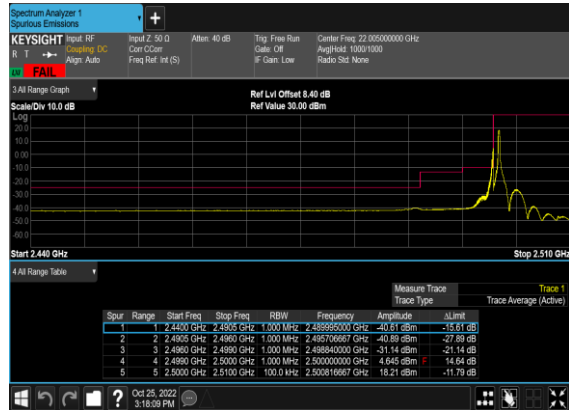 Spectrum Analyzer 1
Spurious Emissions
+
KEYSIGHT Input: RF Input Z: 50 Ω Atten: 40 dB Trig: Free Run Center Freq: 22.005000000 GHz
R T Coupling: DC Corr CCorr Gate: Off Avg|Hold: 1000/1000
Align: Auto Freq Ref: Int (S) IF Gain: Low Radio Std: None
LW FAIL
3.All Range Graph
Ref Lvl Offset 8.40 dB
Scale/Div 10.0 dB Ref Value 30.00 dBm
Log
20.0
10.0
0.00
-10.0
-20.0
-30.0
-40.0
-50.0
-60.0
Start 2.440 GHz Stop 2.510 GHz
4.All Range Table
Measure Trace Trace 1
Trace Type Trace Average (Active)
Spur Range Start Freq Stop Freq RBW Frequency Amplitude ΔLimit
1 1 2.4400 GHz 2.4905 GHz 1.000 MHz 2.489995000 GHz -40.61 dBm -15.61 dB
2 2 2.4905 GHz 2.4960 GHz 1.000 MHz 2.495706667 GHz -40.89 dBm -27.89 dB
3 3 2.4960 GHz 2.4990 GHz 1.000 MHz 2.498840000 GHz -31.14 dBm -21.14 dB
4 4 2.4990 GHz 2.5000 GHz 1.000 MHz 2.500000000 GHz 4.645 dBm F 14.64 dB
5 5 2.5000 GHz 2.5100 GHz 100.0 kHz 2.500816667 GHz 18.21 dBm -11.79 dB
? Oct 25, 2022
3:18:09 PM